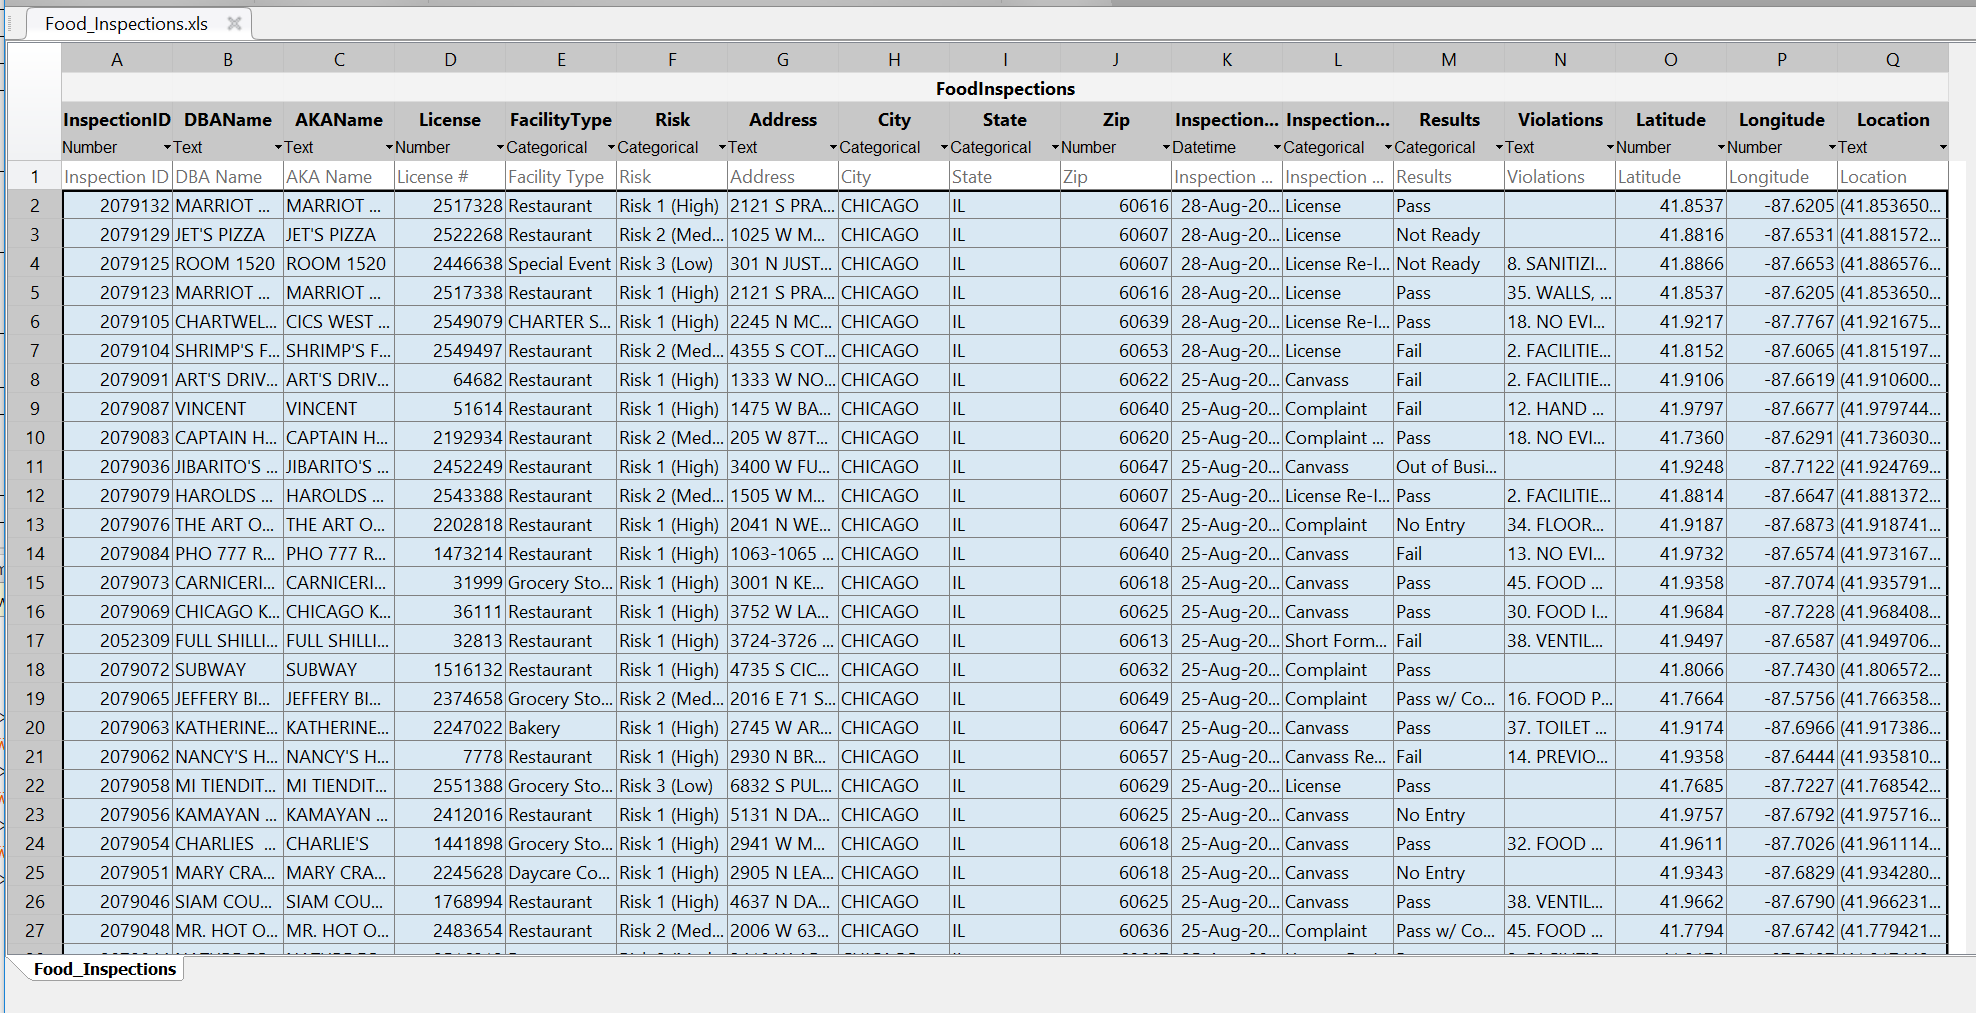 Food_Inspections.xls
A B C D E F G H I J K L M N O P Q
FoodInspections
InspectionID DBAName AKAName License FacilityType Risk Address City State Zip Inspection... Inspection... Results Violations Latitude Longitude Location
Number Text Text Number Categorical Categorical Text Categorical Categorical Number Datetime Categorical Categorical Text Number Number Text
1 Inspection ID DBA Name AKA Name License # Facility Type Risk Address City State Zip Inspection ... Inspection ... Results Violations Latitude Longitude Location
2 2079132 MARRIOT ... MARRIOT ... 2517328 Restaurant Risk 1 (High) 2121 S PRA... CHICAGO IL 60616 28-Aug-20... License Pass 41.8537 -87.6205 (41.853650...
3 2079129 JET'S PIZZA JET'S PIZZA 2522268 Restaurant Risk 2 (Med... 1025 W M... CHICAGO IL 60607 28-Aug-20... License Not Ready 41.8816 -87.6531 (41.881572...
4 2079125 ROOM 1520 ROOM 1520 2446638 Special Event Risk 3 (Low) 301 N JUST... CHICAGO IL 60607 28-Aug-20... License Re-I... Not Ready 8. SANITIZI... 41.8866 -87.6653 (41.886576...
5 2079123 MARRIOT ... MARRIOT ... 2517338 Restaurant Risk 1 (High) 2121 S PRA... CHICAGO IL 60616 28-Aug-20... License Pass 35. WALLS, ... 41.8537 -87.6205 (41.853650...
6 2079105 CHARTWEL... CICS WEST ... 2549079 CHARTER S... Risk 1 (High) 2245 N MC... CHICAGO IL 60639 28-Aug-20... License Re-I... Pass 18. NO EVI... 41.9217 -87.7767 (41.921675...
7 2079104 SHRIMP'S F... SHRIMP'S F... 2549497 Restaurant Risk 2 (Med... 4355 S COT... CHICAGO IL 60653 28-Aug-20... License Fail 2. FACILITIE... 41.8152 -87.6065 (41.815197...
8 2079091 ART'S DRIV... ART'S DRIV... 64682 Restaurant Risk 1 (High) 1333 W NO... CHICAGO IL 60622 25-Aug-20... Canvass Fail 2. FACILITIE... 41.9106 -87.6619 (41.910600...
9 2079087 VINCENT VINCENT 51614 Restaurant Risk 1 (High) 1475 W BA... CHICAGO IL 60640 25-Aug-20... Complaint Fail 12. HAND ... 41.9797 -87.6677 (41.979744...
10 2079083 CAPTAIN H... CAPTAIN H... 2192934 Restaurant Risk 2 (Med... 205 W 87T... CHICAGO IL 60620 25-Aug-20... Complaint ... Pass 18. NO EVI... 41.7360 -87.6291 (41.736030...
11 2079036 JIBARITO'S ... JIBARITO'S ... 2452249 Restaurant Risk 1 (High) 3400 W FU... CHICAGO IL 60647 25-Aug-20... Canvass Out of Busi... 41.9248 -87.7122 (41.924769...
12 2079079 HAROLDS ... HAROLDS ... 2543388 Restaurant Risk 2 (Med... 1505 W M... CHICAGO IL 60607 25-Aug-20... License Re-I... Pass 2. FACILITIE... 41.8814 -87.6647 (41.881372...
13 2079076 THE ART O... THE ART O... 2202818 Restaurant Risk 1 (High) 2041 N WE... CHICAGO IL 60647 25-Aug-20... Complaint No Entry 34. FLOOR... 41.9187 -87.6873 (41.918741...
14 2079084 PHO 777 R... PHO 777 R... 1473214 Restaurant Risk 1 (High) 1063-1065 ... CHICAGO IL 60640 25-Aug-20... Canvass Fail 13. NO EVI... 41.9732 -87.6574 (41.973167...
15 2079073 CARNICERI... CARNICERI... 31999 Grocery Sto... Risk 1 (High) 3001 N KE... CHICAGO IL 60618 25-Aug-20... Canvass Pass 45. FOOD ... 41.9358 -87.7074 (41.935791...
16 2079069 CHICAGO K... CHICAGO K... 36111 Restaurant Risk 1 (High) 3752 W LA... CHICAGO IL 60625 25-Aug-20... Canvass Pass 30. FOOD I... 41.9684 -87.7228 (41.968408...
17 2052309 FULL SHILLI... FULL SHILLI... 32813 Restaurant Risk 1 (High) 3724-3726 ... CHICAGO IL 60613 25-Aug-20... Short Form... Fail 38. VENTIL... 41.9497 -87.6587 (41.949706...
18 2079072 SUBWAY SUBWAY 1516132 Restaurant Risk 1 (High) 4735 S CIC... CHICAGO IL 60632 25-Aug-20... Complaint Pass 41.8066 -87.7430 (41.806572...
19 2079065 JEFFERY BI... JEFFERY BI... 2374658 Grocery Sto... Risk 2 (Med... 2016 E 71 S... CHICAGO IL 60649 25-Aug-20... Complaint Pass w/ Co... 16. FOOD P... 41.7664 -87.5756 (41.766358...
20 2079063 KATHERINE... KATHERINE... 2247022 Bakery Risk 1 (High) 2745 W AR... CHICAGO IL 60647 25-Aug-20... Canvass Pass 37. TOILET ... 41.9174 -87.6966 (41.917386...
21 2079062 NANCY'S H... NANCY'S H... 7778 Restaurant Risk 1 (High) 2930 N BR... CHICAGO IL 60657 25-Aug-20... Canvass Re... Fail 14. PREVIO... 41.9358 -87.6444 (41.935810...
22 2079058 MI TIENDIT... MI TIENDIT... 2551388 Grocery Sto... Risk 3 (Low) 6832 S PUL... CHICAGO IL 60629 25-Aug-20... License Pass 41.7685 -87.7227 (41.768542...
23 2079056 KAMAYAN ... KAMAYAN ... 2412016 Restaurant Risk 1 (High) 5131 N DA... CHICAGO IL 60625 25-Aug-20... Canvass No Entry 41.9757 -87.6792 (41.975716...
24 2079054 CHARLIES ... CHARLIE'S 1441898 Grocery Sto... Risk 1 (High) 2941 W M... CHICAGO IL 60618 25-Aug-20... Canvass Pass 32. FOOD ... 41.9611 -87.7026 (41.961114...
25 2079051 MARY CRA... MARY CRA... 2245628 Daycare Co... Risk 1 (High) 2905 N LEA... CHICAGO IL 60618 25-Aug-20... Canvass No Entry 41.9343 -87.6829 (41.934280...
26 2079046 SIAM COU... SIAM COU... 1768994 Restaurant Risk 1 (High) 4637 N DA... CHICAGO IL 60625 25-Aug-20... Canvass Pass 38. VENTIL... 41.9662 -87.6790 (41.966231...
27 2079048 MR. HOT O... MR. HOT O... 2483654 Restaurant Risk 2 (Med... 2006 W 63... CHICAGO IL 60636 25-Aug-20... Complaint Pass w/ Co... 45. FOOD ... 41.7794 -87.6742 (41.779421...
Food_Inspections